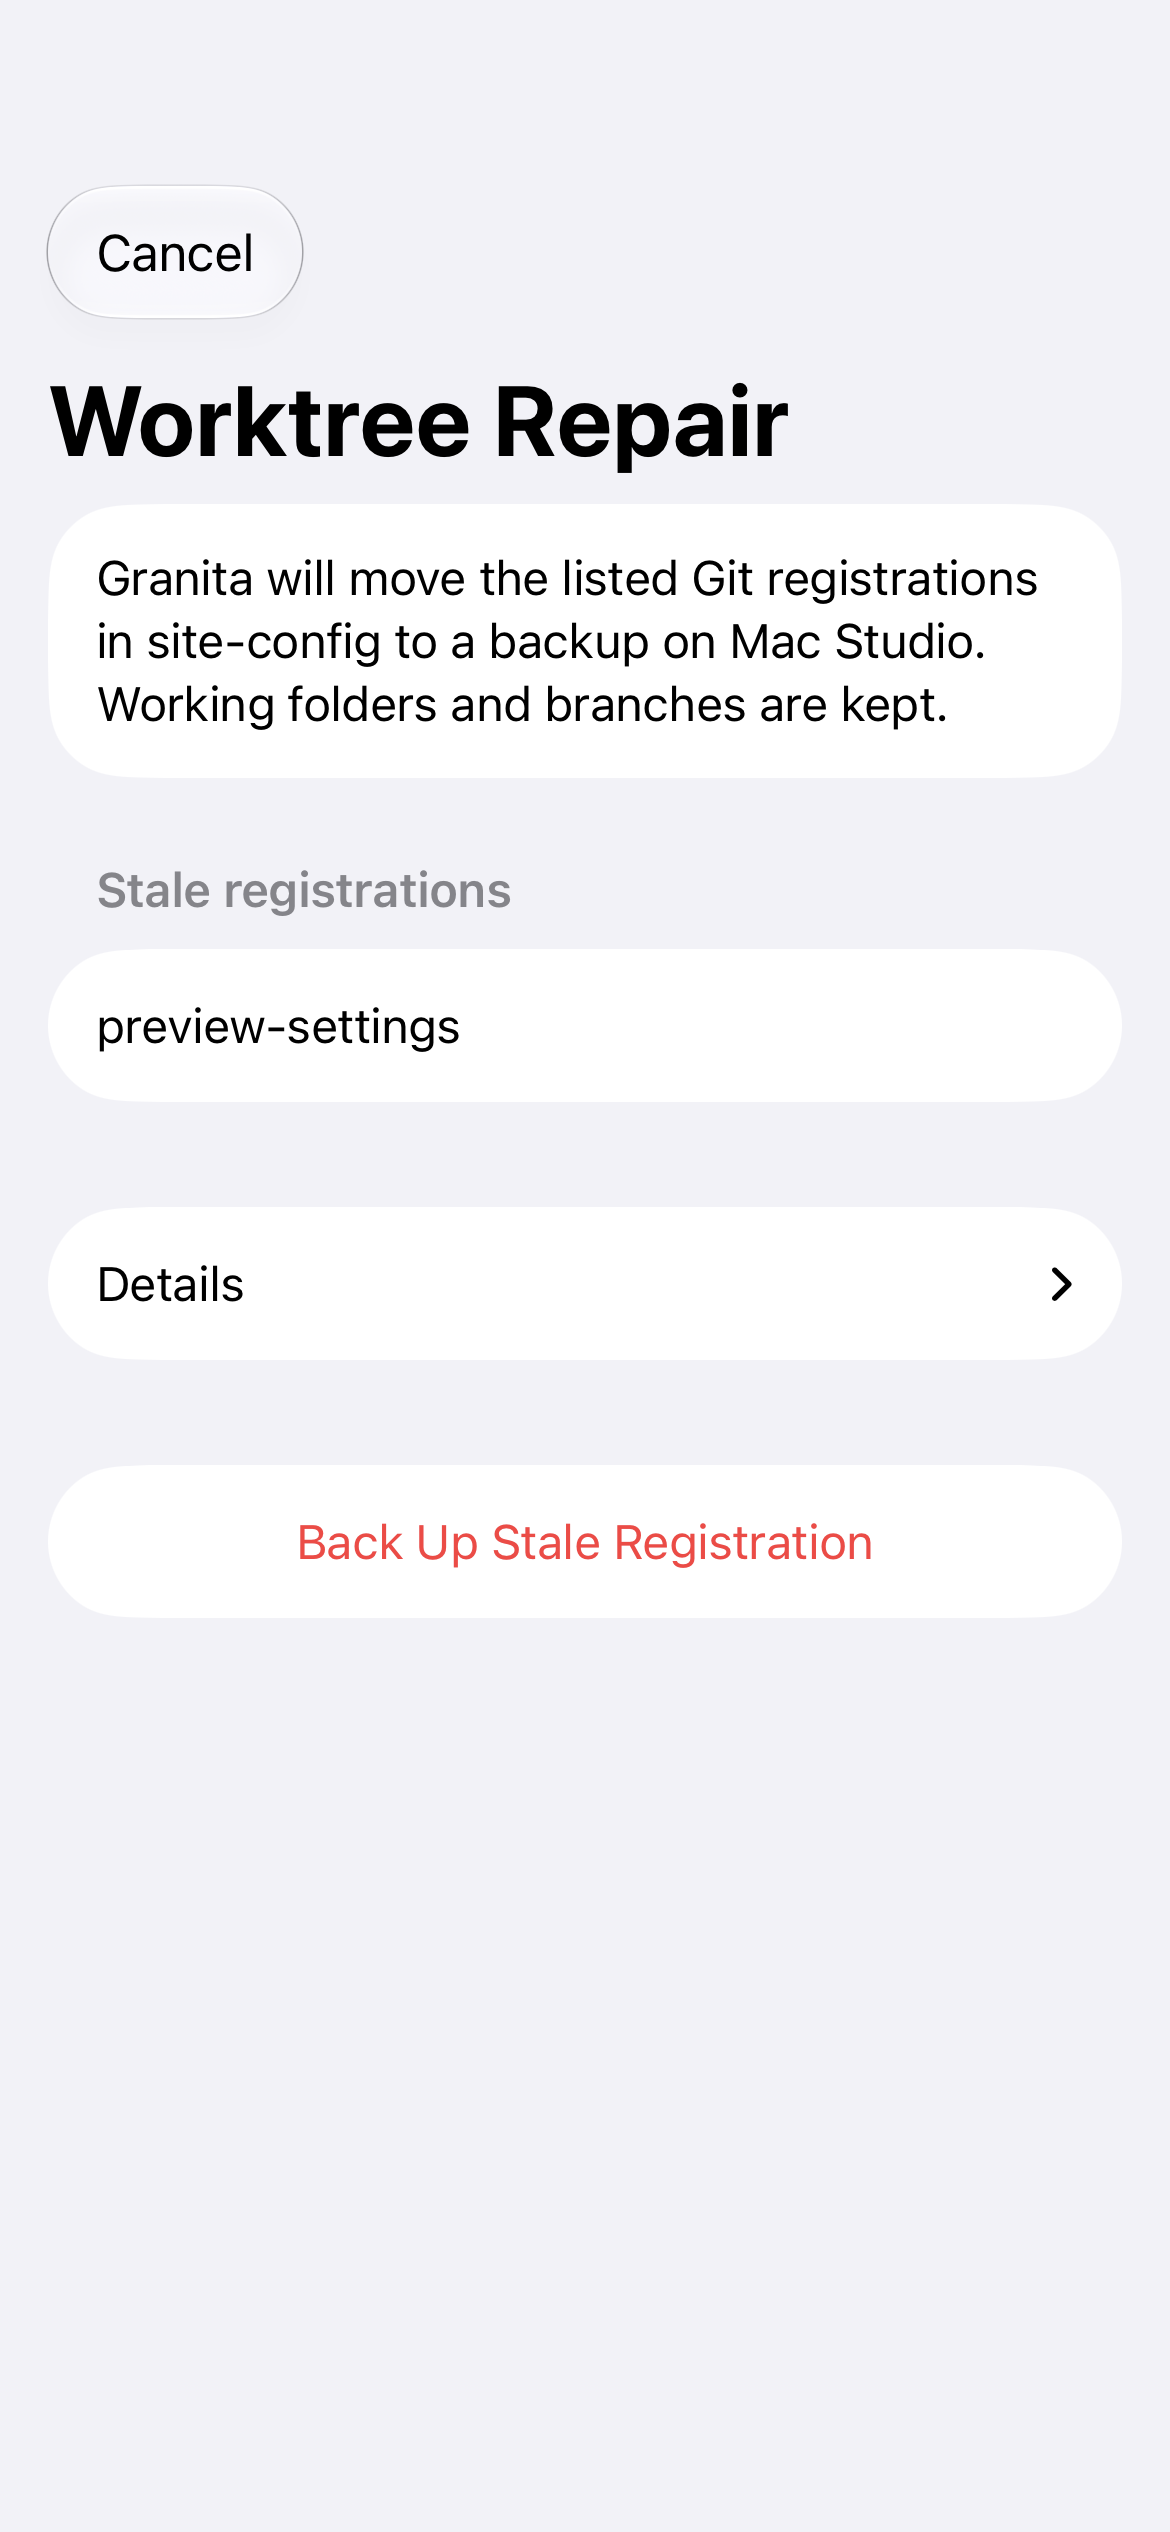 Cancel
Worktree Repair
Granita will move the listed Git registrations
in site-config to a backup on Mac Studio.
Working folders and branches are kept.
Stale registrations
preview-settings
Details
Back Up Stale Registration